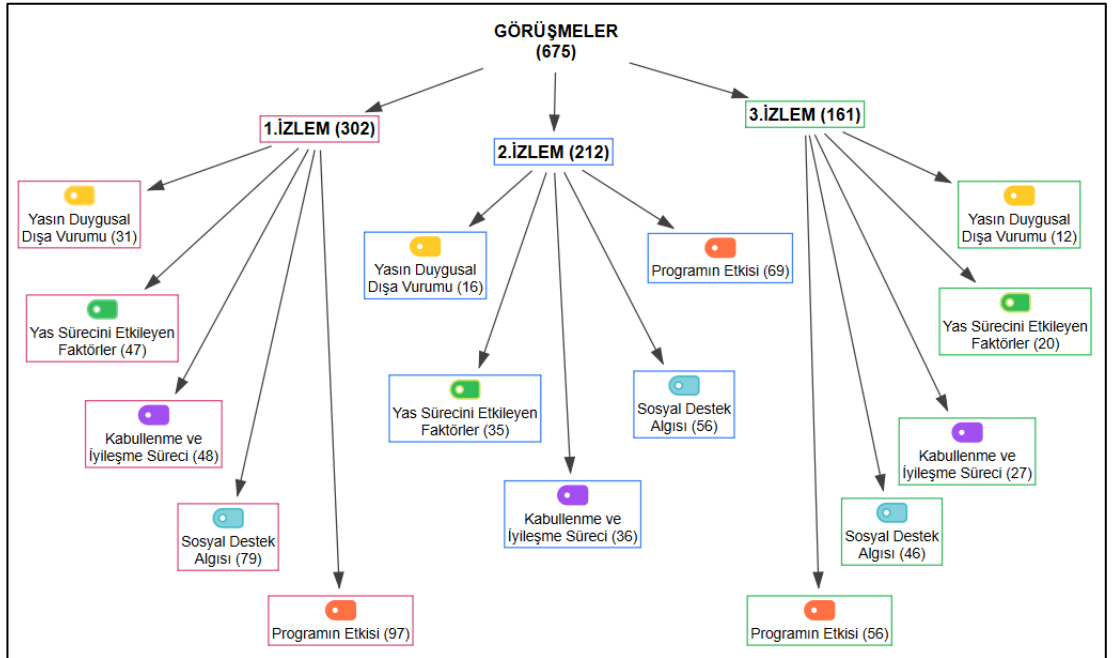 GÖRÜŞMELER
(675)
1.İZLEM (302)
Yasın Duygusal
Dışa Vurumu (31)
Yas Sürecini Etkileyen
Faktörler (47)
Kabullenme ve
İyileşme Süreci (48)
Sosyal Destek
Algısı (79)
Programın Etkisi (97)
2.İZLEM (212)
Yasın Duygusal
Dışa Vurumu (16)
Yas Sürecini Etkileyen
Faktörler (35)
Kabullenme ve
İyileşme Süreci (36)
Sosyal Destek
Algısı (56)
Programın Etkisi (69)
3.İZLEM (161)
Yasın Duygusal
Dışa Vurumu (12)
Yas Sürecini Etkileyen
Faktörler (20)
Kabullenme ve
İyileşme Süreci (27)
Sosyal Destek
Algısı (46)
Programın Etkisi (56)